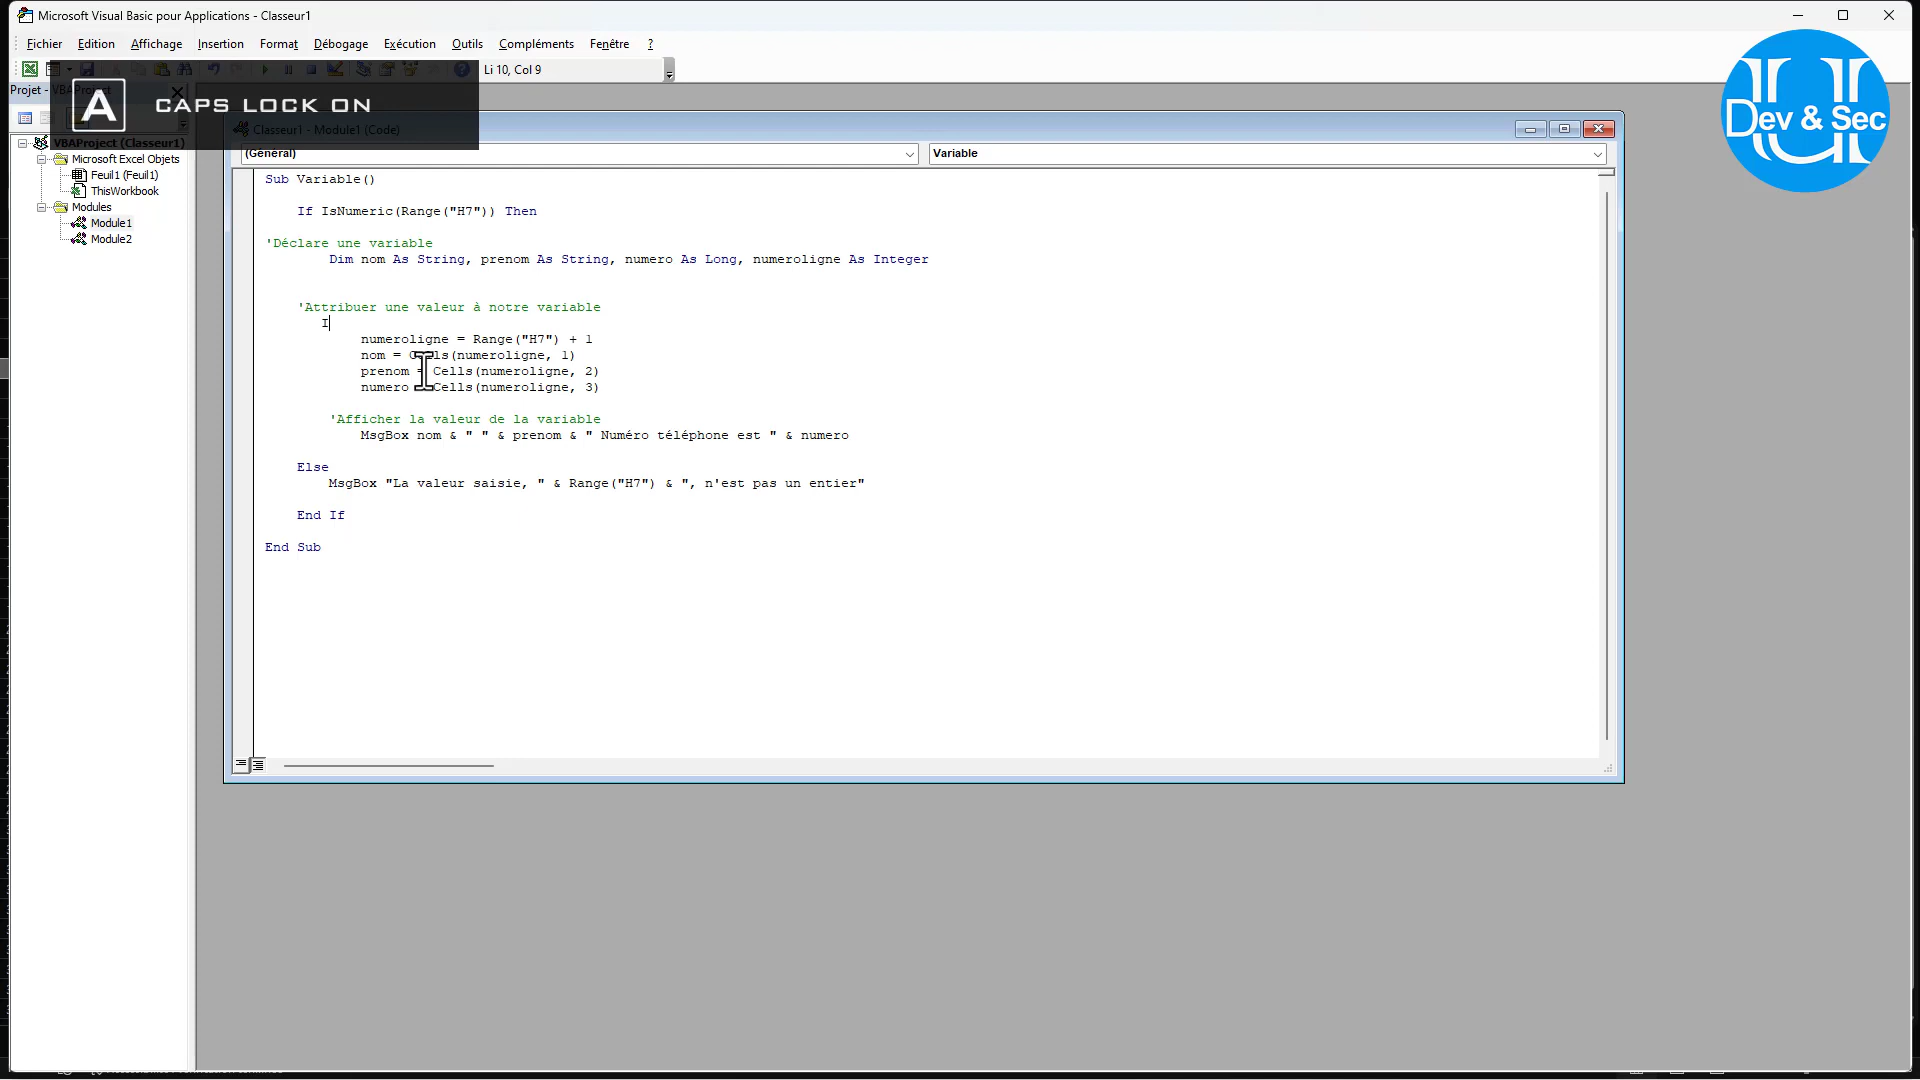 Microsoft Visual Basic pour Applications - Classeur1
Fichier Edition Affichage Insertion Format Débogage Exécution Outils Compléments Fenêtre ?
Li 10, Col 9
Projet - VBAProject
A CAPS LOCK ON
Dev & Sec
VBAProject (Classeur1)
Microsoft Excel Objets
Feuil1 (Feuil1)
ThisWorkbook
Modules
Module1
Module2
Classeur1 - Module1 (Code)
(Général) Variable
Sub Variable()
If IsNumeric(Range("H7")) Then
'Déclare une variable
Dim nom As String, prenom As String, numero As Long, numeroligne As Integer
'Attribuer une valeur à notre variable
I
numeroligne = Range("H7") + 1
nom = Cells(numeroligne, 1)
prenom = Cells(numeroligne, 2)
numero = Cells(numeroligne, 3)
'Afficher la valeur de la variable
MsgBox nom & " " & prenom & " Numéro téléphone est " & numero
Else
MsgBox "La valeur saisie, " & Range("H7") & ", n'est pas un entier"
End If
End Sub